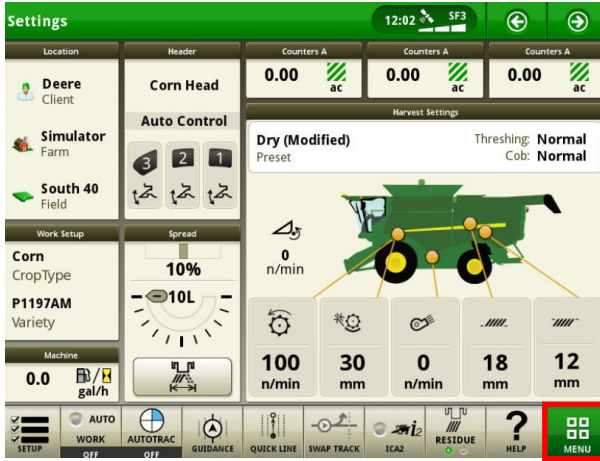 Settings
12:02 SF3
Location
Deere
Client
Simulator
Farm
South 40
Field
Header
Corn Head
Auto Control
3 2 1
Counters A
0.00 ac
Counters A
0.00 ac
Counters A
0.00 ac
Harvest Settings
Dry (Modified)
Preset
Threshing: Normal
Cob: Normal
0
n/min
100
n/min
30
mm
0
n/min
18
mm
12
mm
Work Setup
Corn
CropType
P1197AM
Variety
Spread
10%
10L
Machine
0.0 gal/h
SETUP
AUTO
WORK
OFF
AUTOTRAC
OFF
GUIDANCE
QUICK LINE
SWAP TRACK
i2
ICA2
RESIDUE
?
HELP
MENU